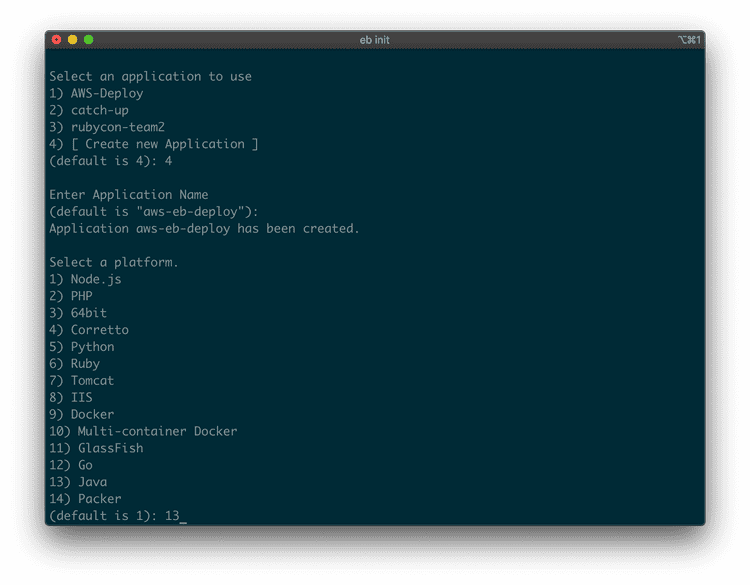 eb init
⌥⌘1
Select an application to use
1) AWS-Deploy
2) catch-up
3) rubycon-team2
4) [ Create new Application ]
(default is 4): 4
Enter Application Name
(default is "aws-eb-deploy"):
Application aws-eb-deploy has been created.
Select a platform.
1) Node.js
2) PHP
3) 64bit
4) Corretto
5) Python
6) Ruby
7) Tomcat
8) IIS
9) Docker
10) Multi-container Docker
11) GlassFish
12) Go
13) Java
14) Packer
(default is 1): 13_